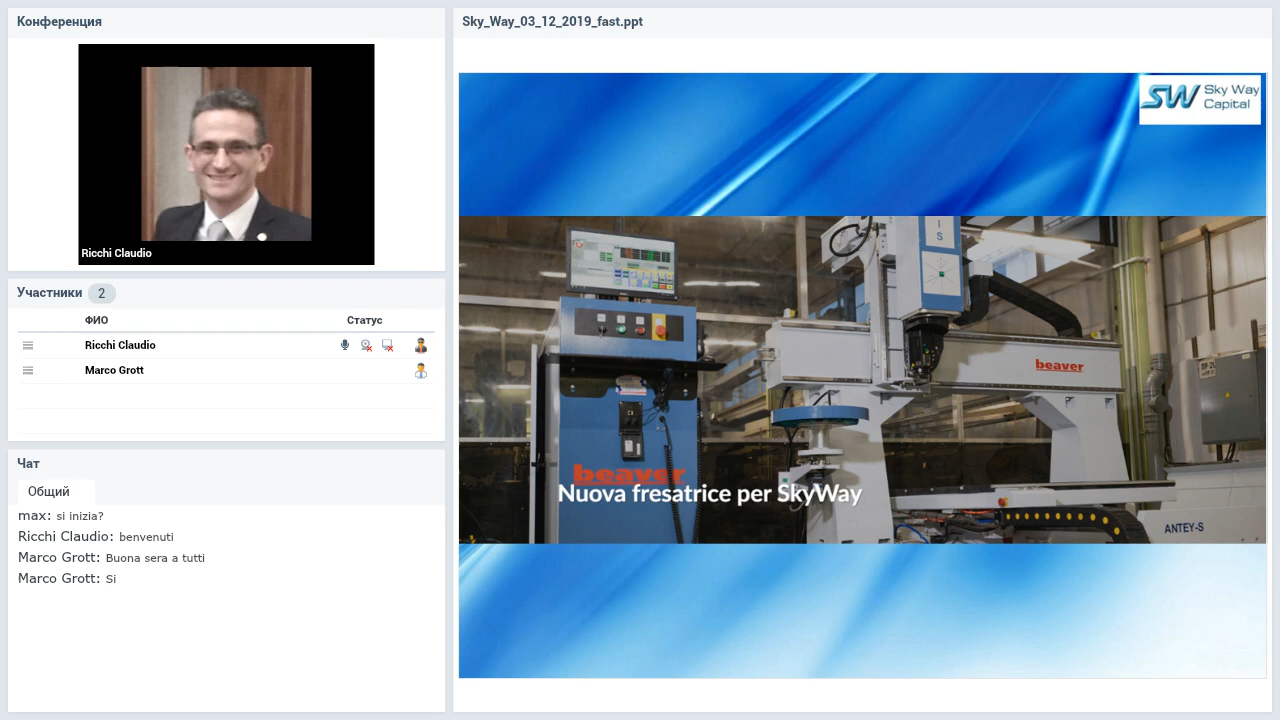 Конференция
Ricchi Claudio
Участники 2
ФИО Статус
Ricchi Claudio
Marco Grott
Чат
Общий
max: si inizia?
Ricchi Claudio: benvenuti
Marco Grott: Buona sera a tutti
Marco Grott: Si
Sky_Way_03_12_2019_fast.ppt
SW Sky Way
Capital
I
S
beaver
beaver
Nuova fresatrice per SkyWay
ANTEY-S